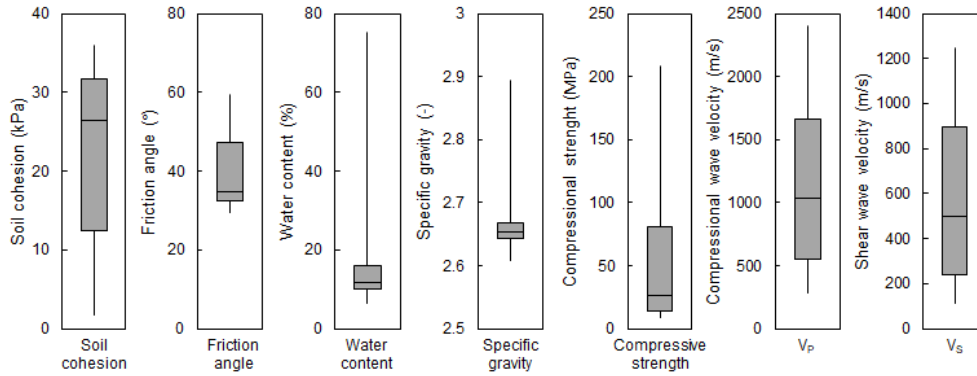 Soil cohesion (kPa)
40
30
20
10
0
Soil
cohesion
Friction angle (º)
80
60
40
20
0
Friction
angle
Water content (%)
80
60
40
20
0
Water
content
Specific gravity (-)
3
2.9
2.8
2.7
2.6
2.5
Specific
gravity
Compressional strenght (MPa)
250
200
150
100
50
0
Compressive
strength
Compressional wave velocity (m/s)
2500
2000
1500
1000
500
0
VP
Shear wave velocity (m/s)
1400
1200
1000
800
600
400
200
0
VS